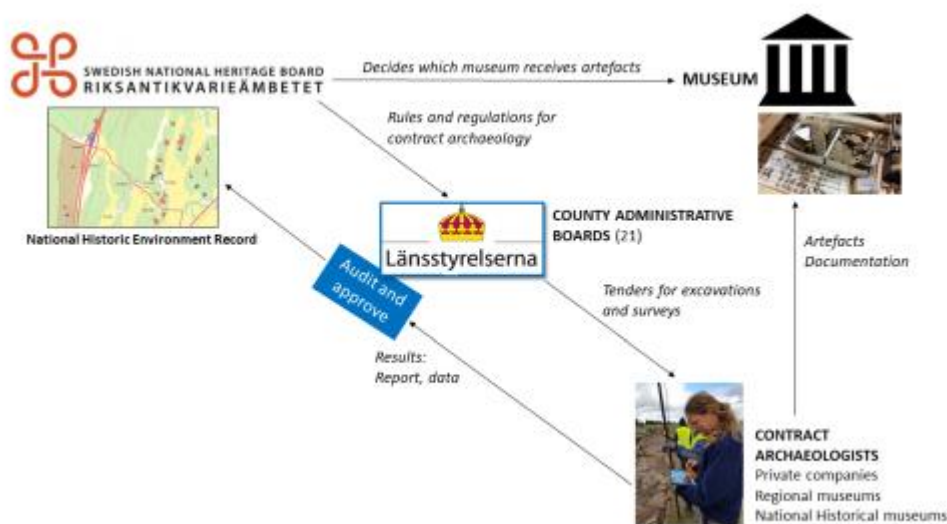 SWEDISH NATIONAL HERITAGE BOARD
RIKSANTIKVARIEÄMBETET
Decides which museum receives artefacts
MUSEUM
Rules and regulations for
contract archaeology
National Historic Environment Record
Länsstyrelserna
COUNTY ADMINISTRATIVE
BOARDS (21)
Artefacts
Documentation
Audit and
approve
Tenders for excavations
and surveys
Results:
Report, data
CONTRACT
ARCHAEOLOGISTS
Private companies
Regional museums
National Historical museums